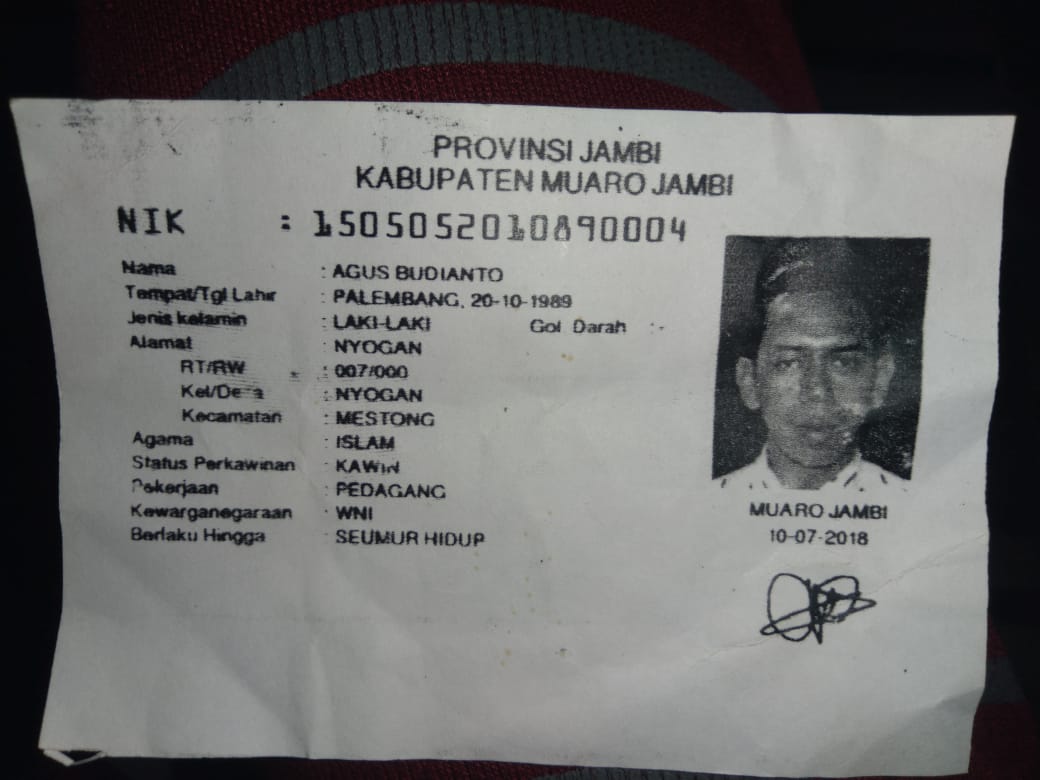 PROVINSI JAMBI
KABUPATEN MUARO JAMBI
NIK : 1505052010890004
Nama : AGUS BUDIANTO
Tempat/Tgl Lahir : PALEMBANG, 20-10-1989
Jenis kelamin : LAKI-LAKI Gol Darah :-
Alamat : NYOGAN
RT/RW : 007/000
Kel/Desa : NYOGAN
Kecamatan : MESTONG
Agama : ISLAM
Status Perkawinan : KAWIN
Pekerjaan : PEDAGANG
Kewarganegaraan : WNI
Berlaku Hingga : SEUMUR HIDUP
MUARO JAMBI
10-07-2018